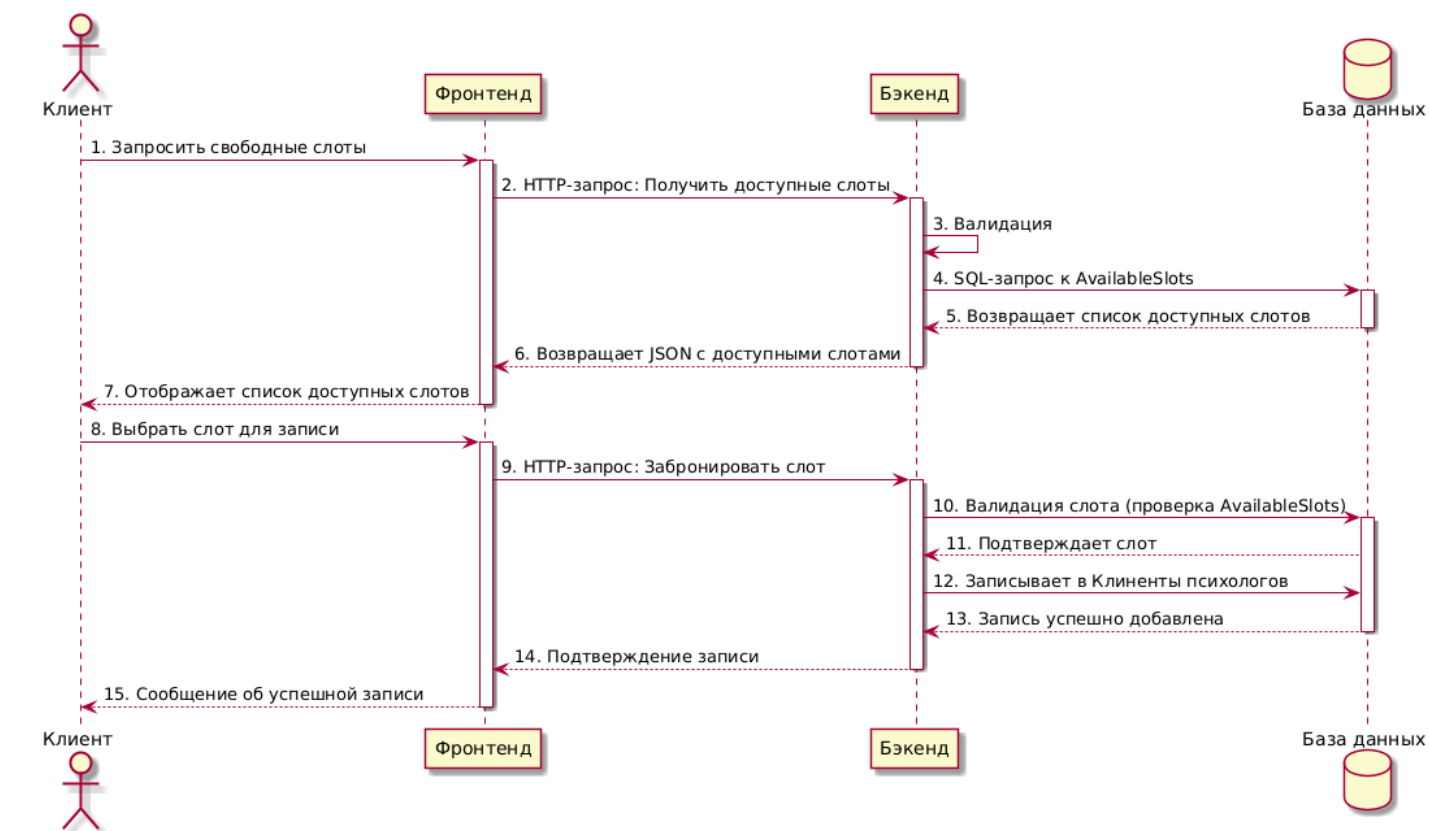 Клиент
Фронтенд
Бэкенд
База данных
1. Запросить свободные слоты
2. HTTP-запрос: Получить доступные слоты
3. Валидация
4. SQL-запрос к AvailableSlots
5. Возвращает список доступных слотов
6. Возвращает JSON с доступными слотами
7. Отображает список доступных слотов
8. Выбрать слот для записи
9. HTTP-запрос: Забронировать слот
10. Валидация слота (проверка AvailableSlots)
11. Подтверждает слот
12. Записывает в Клиненты психологов
13. Запись успешно добавлена
14. Подтверждение записи
15. Сообщение об успешной записи
Клиент
Фронтенд
Бэкенд
База данных